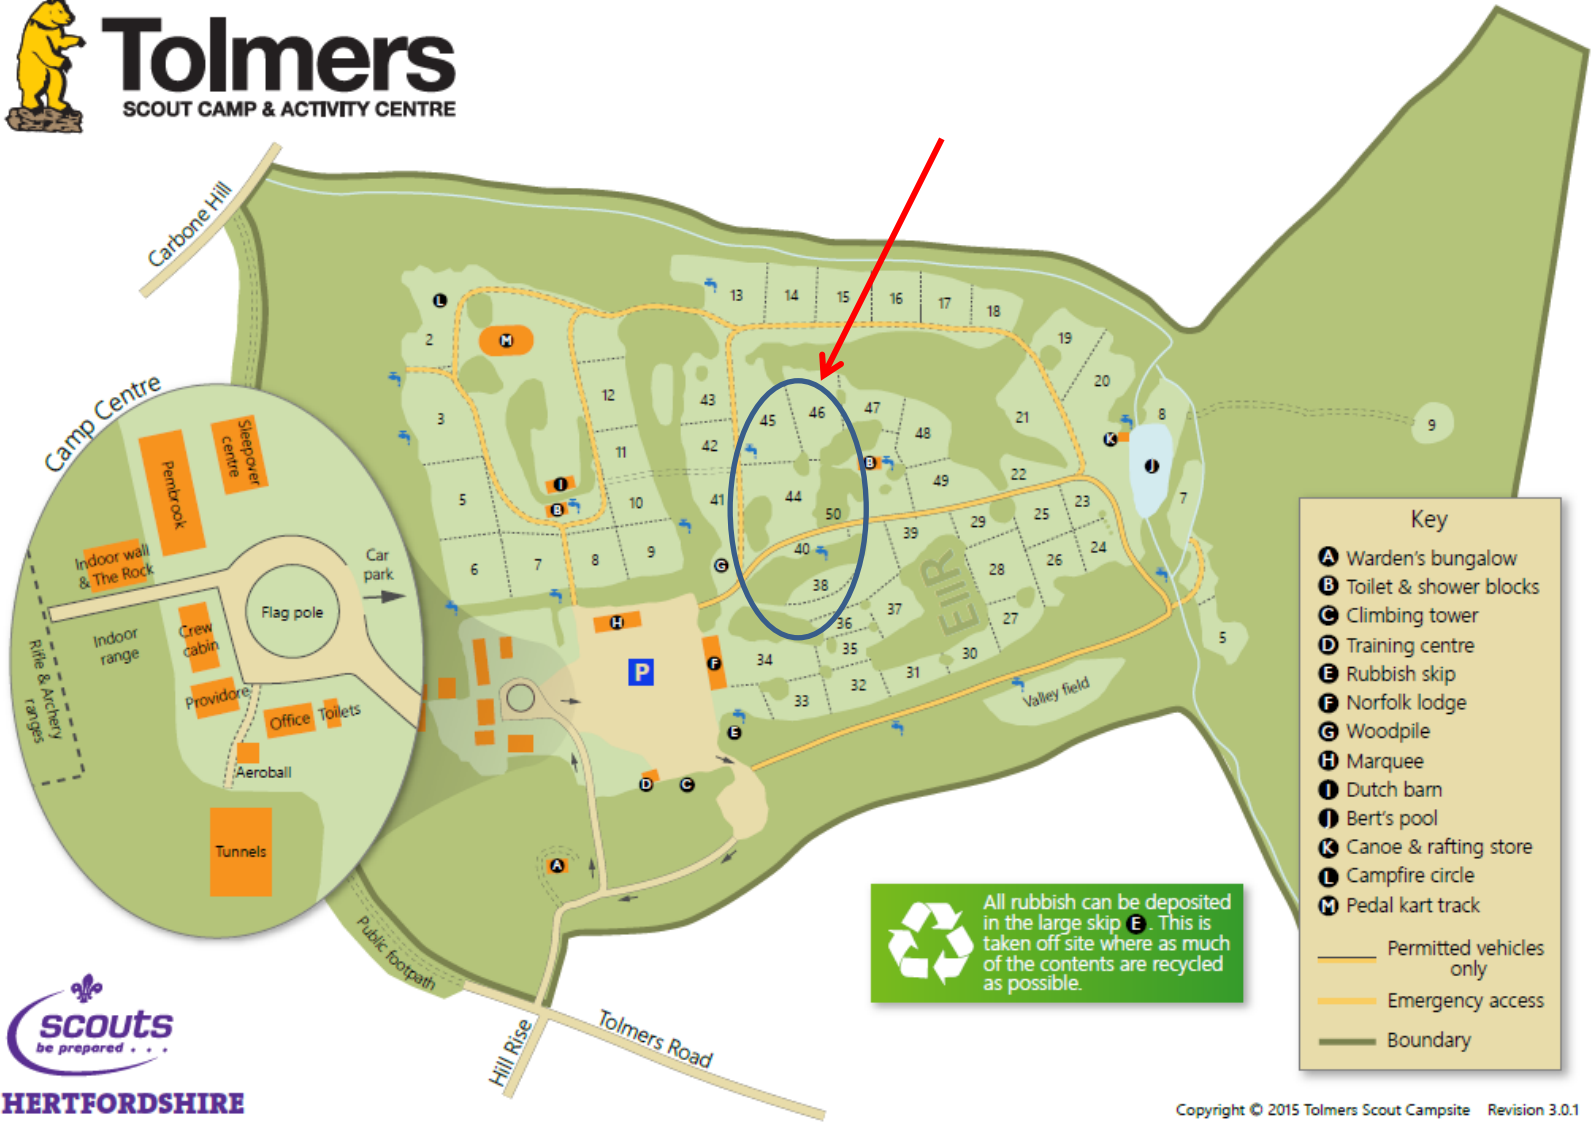 Tolmers
SCOUT CAMP & ACTIVITY CENTRE
Carbone Hill
L
2
M
3
13
14
15
16
17
18
19
20
12
43
45
46
47
21
8
9
11
42
48
K
J
I
B
B
22
49
5
10
41
44
50
23
7
25
29
39
6
7
8
9
G
40
24
26
28
38
37
27
EIIR
36
5
H
F
P
34
35
30
31
32
33
Valley field
E
D
C
A
Camp Centre
Pembrook
Sleepover
centre
Indoor wall
& The Rock
Car
park
Flag pole
Indoor
range
Crew
cabin
Rifle & Archery
ranges
Providore
Office
Toilets
Aeroball
Tunnels
Public footpath
Hill Rise
Tolmers Road
Key
A Warden's bungalow
B Toilet & shower blocks
C Climbing tower
D Training centre
E Rubbish skip
F Norfolk lodge
G Woodpile
H Marquee
I Dutch barn
J Bert's pool
K Canoe & rafting store
L Campfire circle
M Pedal kart track
Permitted vehicles
only
Emergency access
Boundary
All rubbish can be deposited
in the large skip E. This is
taken off site where as much
of the contents are recycled
as possible.
scouts
be prepared . . .
HERTFORDSHIRE
Copyright © 2015 Tolmers Scout Campsite Revision 3.0.1